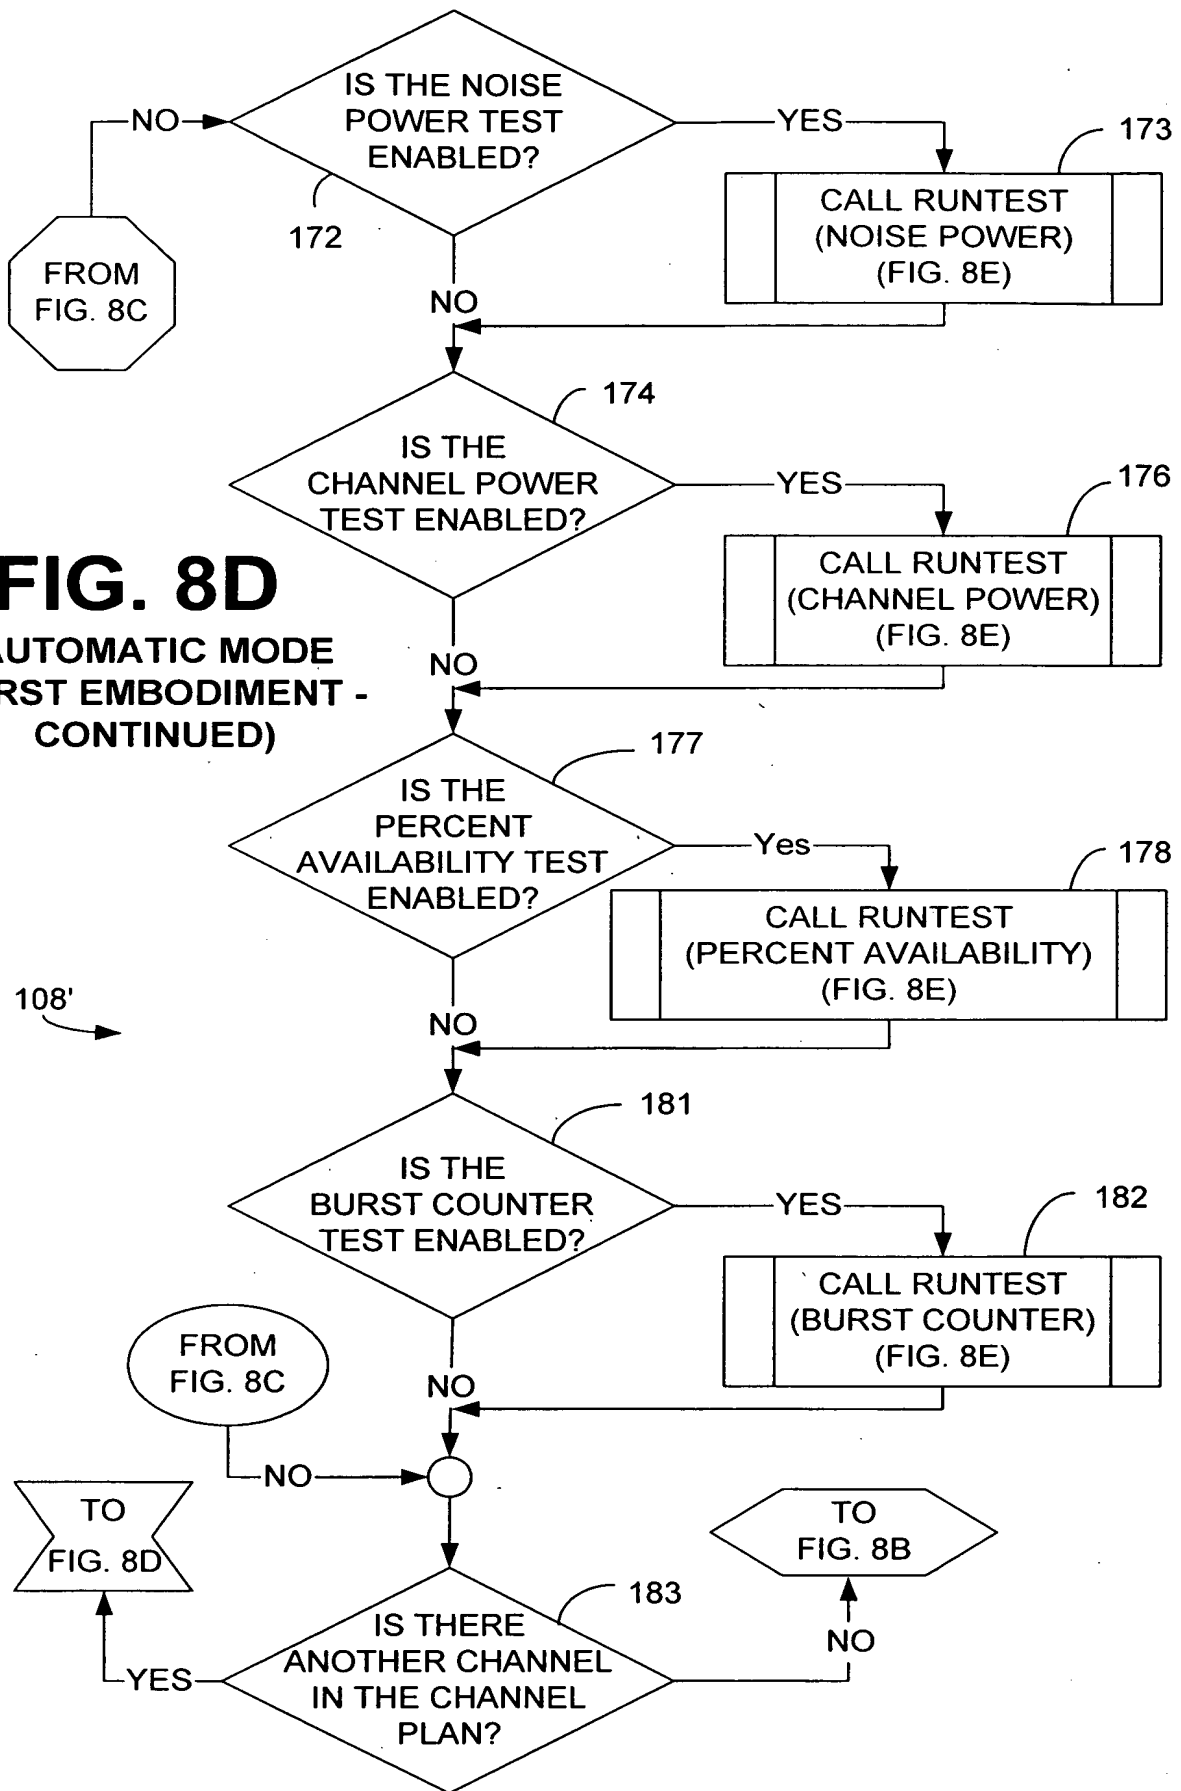 IS THE NOISE
POWER TEST
ENABLED?
NO
YES
173
172
CALL RUNTEST
(NOISE POWER)
(FIG. 8E)
FROM
FIG. 8C
NO
174
IS THE
CHANNEL POWER
TEST ENABLED?
YES
176
CALL RUNTEST
(CHANNEL POWER)
(FIG. 8E)
FIG. 8D
AUTOMATIC MODE
RST EMBODIMENT -
CONTINUED)
NO
177
IS THE
PERCENT
AVAILABILITY TEST
ENABLED?
Yes
178
CALL RUNTEST
(PERCENT AVAILABILITY)
(FIG. 8E)
108'
NO
181
IS THE
BURST COUNTER
TEST ENABLED?
YES
182
CALL RUNTEST
(BURST COUNTER)
(FIG. 8E)
FROM
FIG. 8C
NO
NO
TO
FIG. 8D
TO
FIG. 8B
183
IS THERE
ANOTHER CHANNEL
IN THE CHANNEL
PLAN?
YES
NO